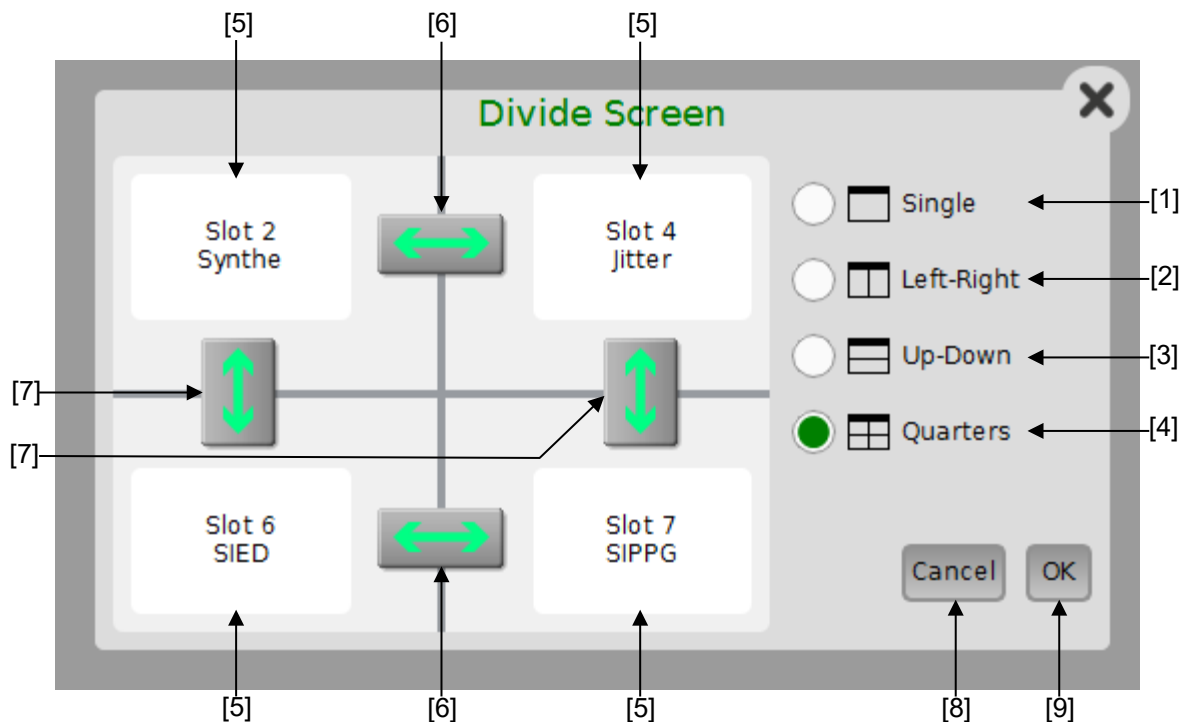 [5] [6] [5]
Divide Screen
Slot 2
Synthe
Slot 4
Jitter
Single [1]
Left-Right [2]
Up-Down [3]
[7]
Quarters [4]
[7]
Slot 6
SIED
Slot 7
SIPPG
Cancel OK
[5] [6] [5] [8] [9]